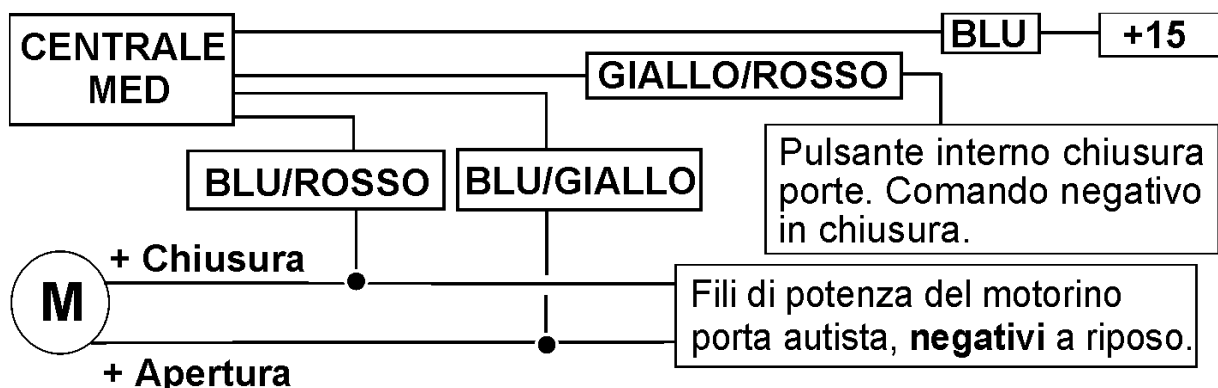 CENTRALE
MED
BLU
+15
GIALLO/ROSSO
BLU/ROSSO
BLU/GIALLO
Pulsante interno chiusura
porte. Comando negativo
in chiusura.
+ Chiusura
M
Fili di potenza del motorino
porta autista, negativi a riposo.
+ Apertura